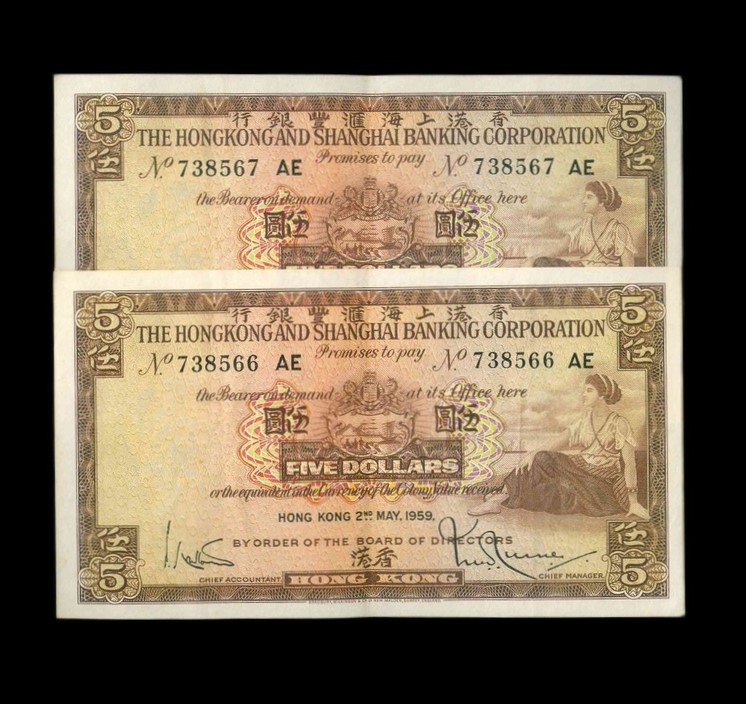 5 行銀豐滙海上港香 5
THE HONGKONG AND SHANGHAI BANKING CORPORATION
伍 Promises to pay 伍
No 738567 AE No 738567 AE
the Bearer on demand at its Office here
圓伍 圓伍
FIVE DOLLARS
5 行銀豐滙海上港香 5
THE HONGKONG AND SHANGHAI BANKING CORPORATION
伍 Promises to pay 伍
No 738566 AE No 738566 AE
the Bearer on demand at its Office here
圓伍 圓伍
FIVE DOLLARS
or the equivalent in the Currency of the Colony Value received
HONG KONG 2ND MAY, 1959.
伍 BY ORDER OF THE BOARD OF DIRECTORS 伍
港香
5 CHIEF ACCOUNTANT HONG KONG CHIEF MANAGER 5